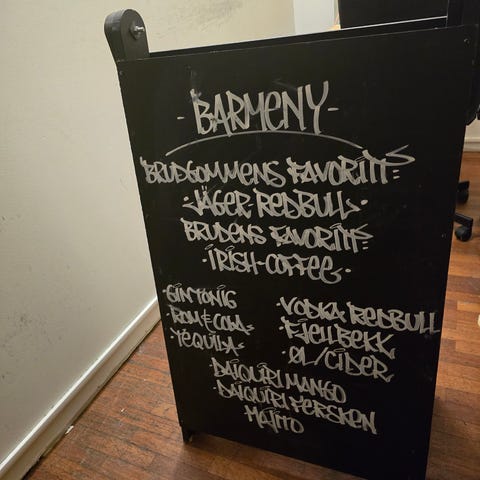 -BARMENY-
BRUDGOMMENS FAVORITT:
·JÄGER REDBULL·
BRUDENS FAVORITT:
·IRISH-COFFEE·
·GIN TONIG
·ROM & COLA·
·TEQUILA·
·VODKA REDBULL
·FJELLBEKK
·ØL/CIDER
DAIQUIRI MANGO
DAIQUIRI FERSKEN
MOJITO